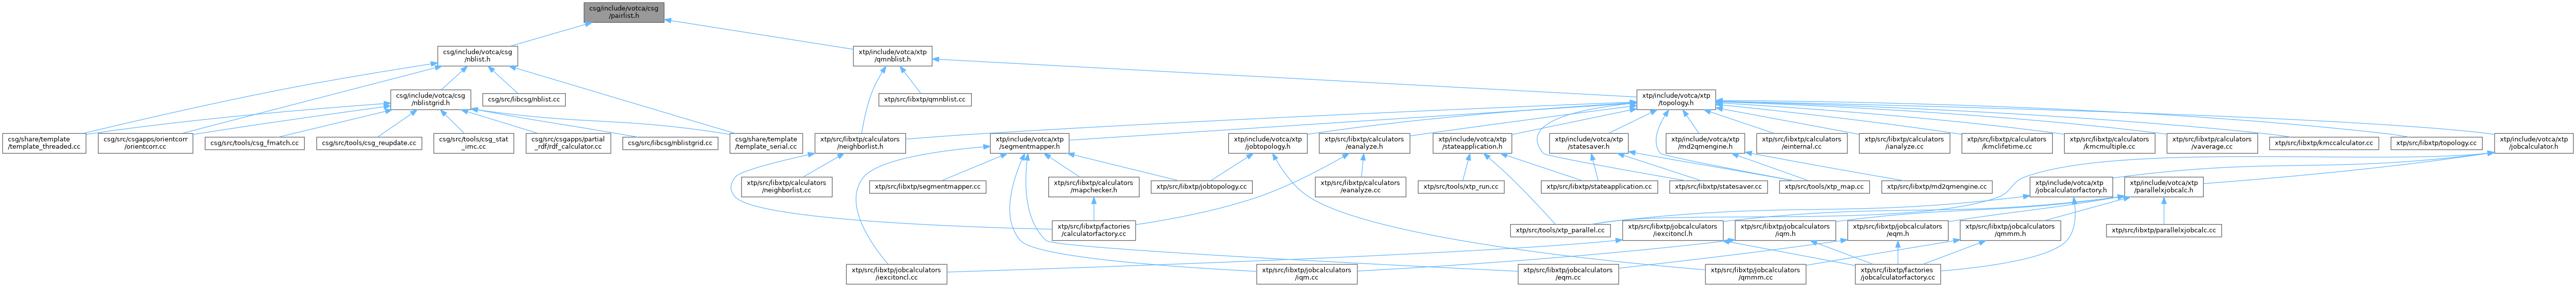 csg/include/votca/csg
/pairlist.h
csg/include/votca/csg
/nblist.h
xtp/include/votca/xtp
/qmnblist.h
csg/include/votca/csg
/nblistgrid.h
csg/src/libcsg/nblist.cc
xtp/src/libxtp/qmnblist.cc
xtp/include/votca/xtp
/topology.h
csg/share/template
/template_threaded.cc
csg/src/csgapps/orientcorr
/orientcorr.cc
csg/src/tools/csg_fmatch.cc
csg/src/tools/csg_reupdate.cc
csg/src/tools/csg_stat
_imc.cc
csg/src/csgapps/partial
_rdf/rdf_calculator.cc
csg/src/libcsg/nblistgrid.cc
csg/share/template
/template_serial.cc
xtp/src/libxtp/calculators
/neighborlist.h
xtp/include/votca/xtp
/segmentmapper.h
xtp/include/votca/xtp
/jobtopology.h
xtp/src/libxtp/calculators
/eanalyze.h
xtp/include/votca/xtp
/stateapplication.h
xtp/include/votca/xtp
/statesaver.h
xtp/include/votca/xtp
/md2qmengine.h
xtp/src/libxtp/calculators
/einternal.cc
xtp/src/libxtp/calculators
/ianalyze.cc
xtp/src/libxtp/calculators
/kmclifetime.cc
xtp/src/libxtp/calculators
/kmcmultiple.cc
xtp/src/libxtp/calculators
/vaverage.cc
xtp/src/libxtp/kmccalculator.cc
xtp/src/libxtp/topology.cc
xtp/include/votca/xtp
/jobcalculator.h
xtp/src/libxtp/calculators
/neighborlist.cc
xtp/src/libxtp/segmentmapper.cc
xtp/src/libxtp/calculators
/mapchecker.h
xtp/src/libxtp/jobtopology.cc
xtp/src/libxtp/calculators
/eanalyze.cc
xtp/src/tools/xtp_run.cc
xtp/src/libxtp/stateapplication.cc
xtp/src/libxtp/statesaver.cc
xtp/src/tools/xtp_map.cc
xtp/src/libxtp/md2qmengine.cc
xtp/include/votca/xtp
/jobcalculatorfactory.h
xtp/include/votca/xtp
/parallelxjobcalc.h
xtp/src/libxtp/factories
/calculatorfactory.cc
xtp/src/tools/xtp_parallel.cc
xtp/src/libxtp/jobcalculators
/iexcitoncl.h
xtp/src/libxtp/jobcalculators
/iqm.h
xtp/src/libxtp/jobcalculators
/eqm.h
xtp/src/libxtp/jobcalculators
/qmmm.h
xtp/src/libxtp/parallelxjobcalc.cc
xtp/src/libxtp/jobcalculators
/iexcitoncl.cc
xtp/src/libxtp/jobcalculators
/iqm.cc
xtp/src/libxtp/jobcalculators
/eqm.cc
xtp/src/libxtp/jobcalculators
/qmmm.cc
xtp/src/libxtp/factories
/jobcalculatorfactory.cc